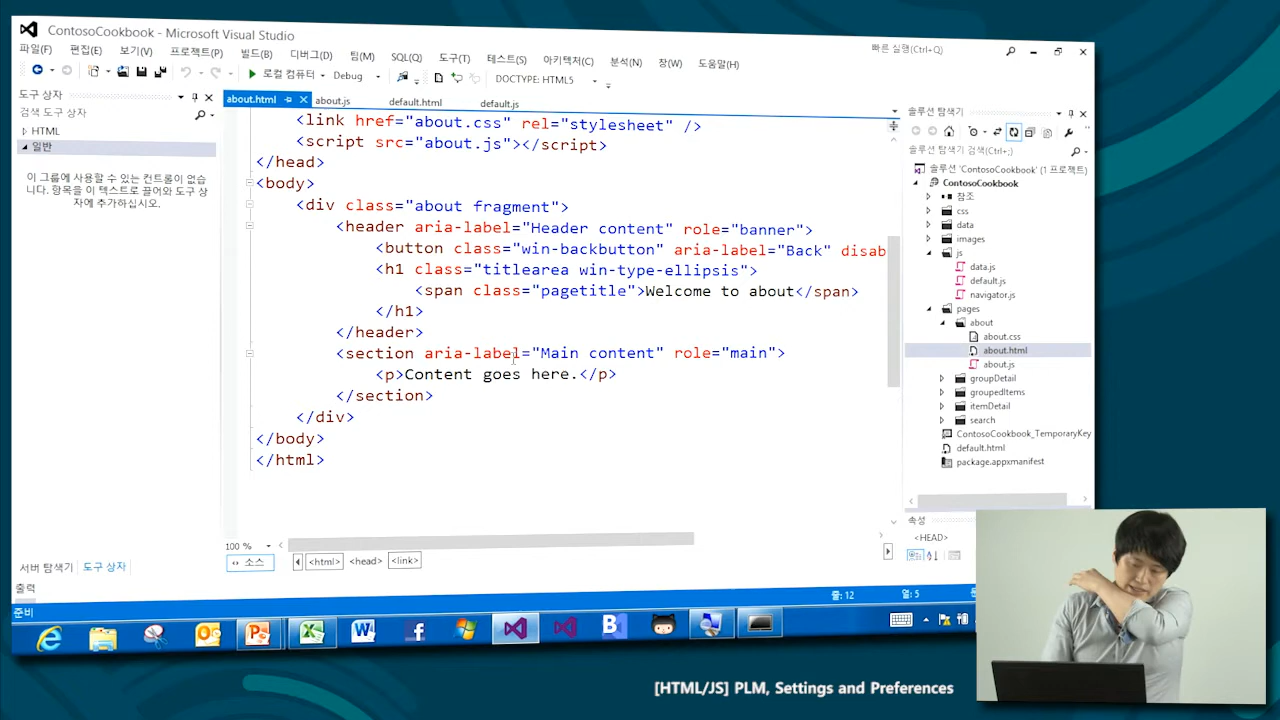 ContosoCookbook - Microsoft Visual Studio
빠른 실행(Ctrl+Q)
파일(F) 편집(E) 보기(V) 프로젝트(P) 빌드(B) 디버그(D) 팀(M) SQL(Q) 도구(T) 테스트(S) 아키텍처(C) 분석(N) 창(W) 도움말(H)
로컬 컴퓨터 Debug DOCTYPE: HTML5
도구 상자
검색 도구 상자
HTML
일반
이 그룹에 사용할 수 있는 컨트롤이 없습
니다. 항목을 이 텍스트로 끌어와 도구 상
자에 추가하십시오.
서버 탐색기 도구 상자
출력
준비
about.html about.js default.html default.js
<link href="about.css" rel="stylesheet" />
<script src="about.js"></script>
</head>
<body>
<div class="about fragment">
<header aria-label="Header content" role="banner">
<button class="win-backbutton" aria-label="Back" disab
<h1 class="titlearea win-type-ellipsis">
<span class="pagetitle">Welcome to about</span>
</h1>
</header>
<section aria-label="Main content" role="main">
<p>Content goes here.</p>
</section>
</div>
</body>
</html>
100 %
소스 <html> <head> <link>
줄: 12 열: 5
솔루션 탐색기
솔루션 탐색기 검색(Ctrl+;)
솔루션 'ContosoCookbook' (1 프로젝트)
ContosoCookbook
참조
css
data
images
js
data.js
default.js
navigator.js
pages
about
about.css
about.html
about.js
groupDetail
groupedItems
itemDetail
search
ContosoCookbook_TemporaryKey
default.html
package.appxmanifest
속성
<HEAD>
[HTML/JS] PLM, Settings and Preferences